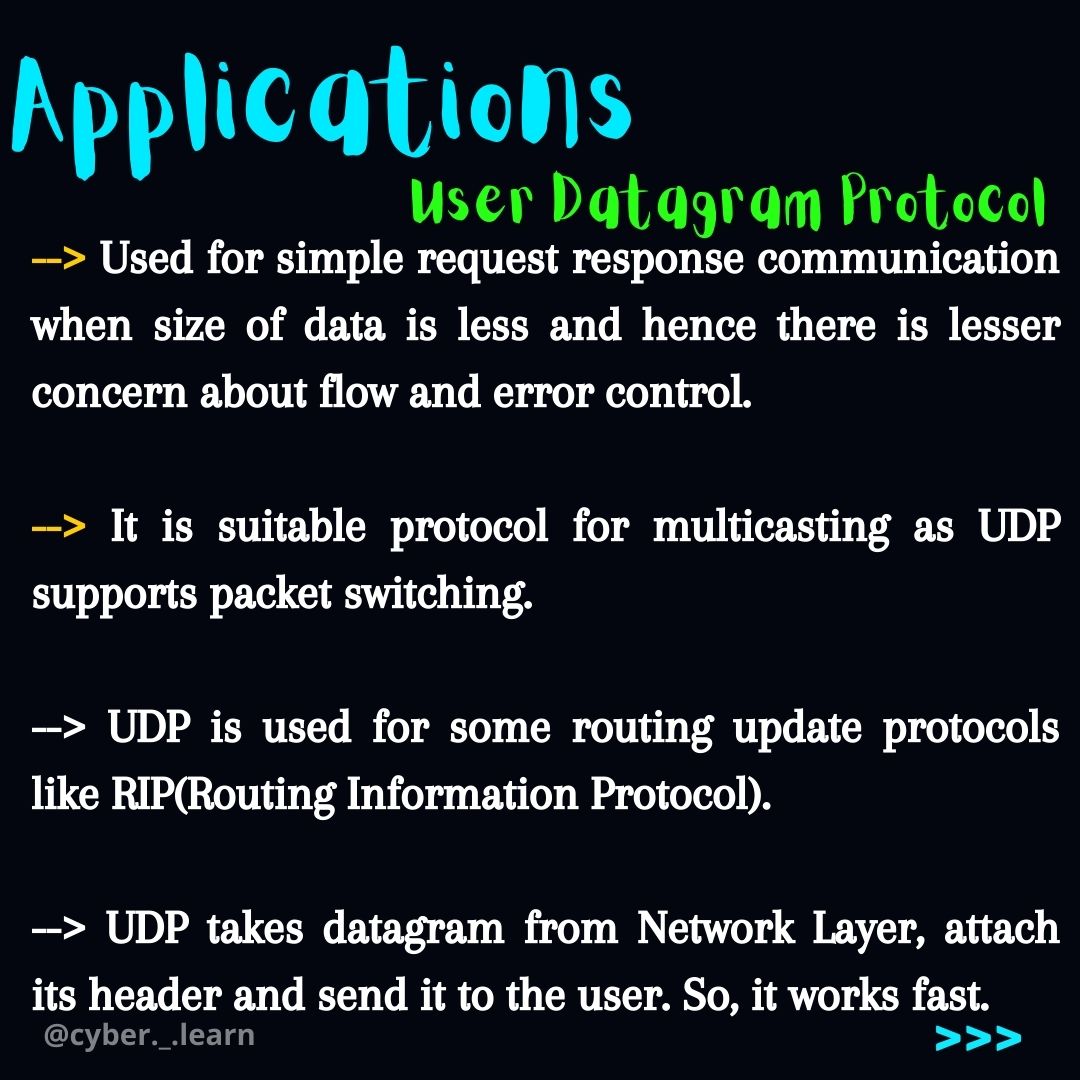 Applications
User Datagram Protocol
--> Used for simple request response communication
when size of data is less and hence there is lesser
concern about flow and error control.
--> It is suitable protocol for multicasting as UDP
supports packet switching.
--> UDP is used for some routing update protocols
like RIP(Routing Information Protocol).
--> UDP takes datagram from Network Layer, attach
its header and send it to the user. So, it works fast.
@cyber._.learn
>>>